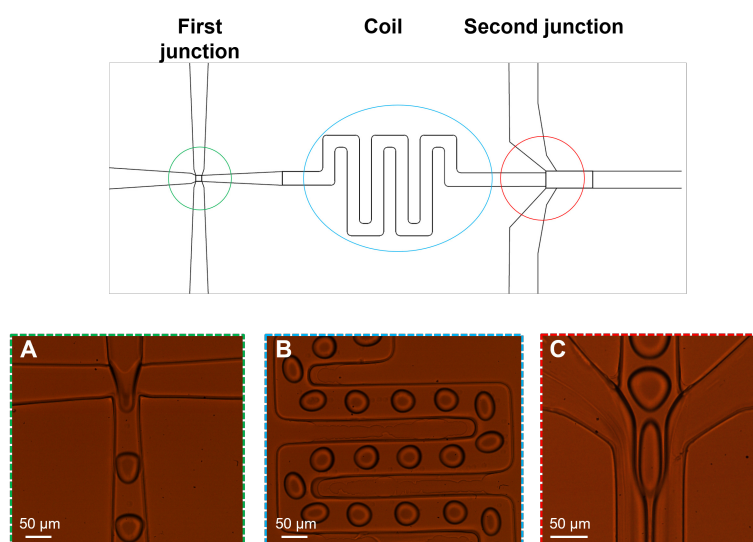 First
junction
Coil
Second junction
A
B
C
50 µm
50 µm
50 µm